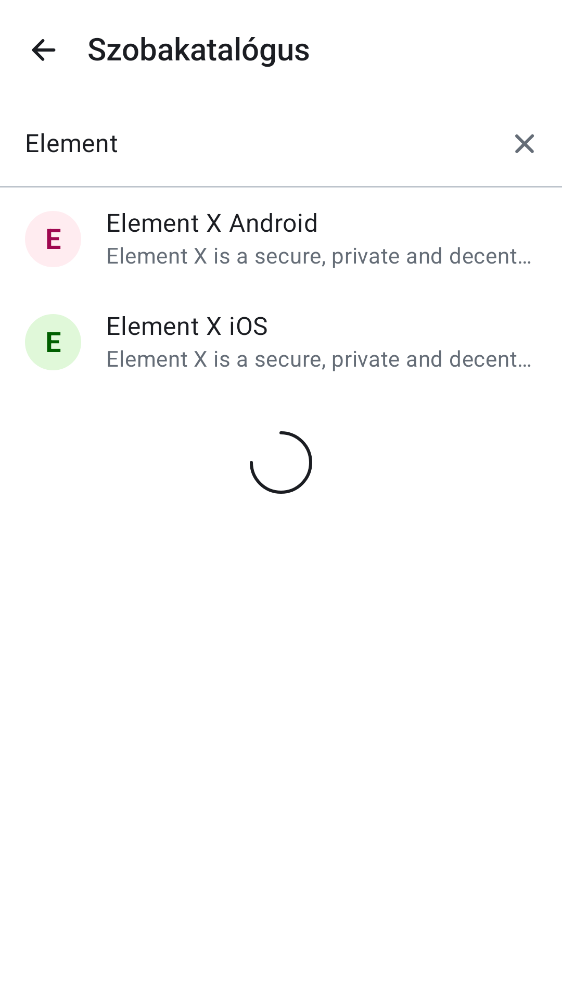 Szobakatalógus
Element
E
Element X Android
Element X is a secure, private and decent…
E
Element X iOS
Element X is a secure, private and decent…